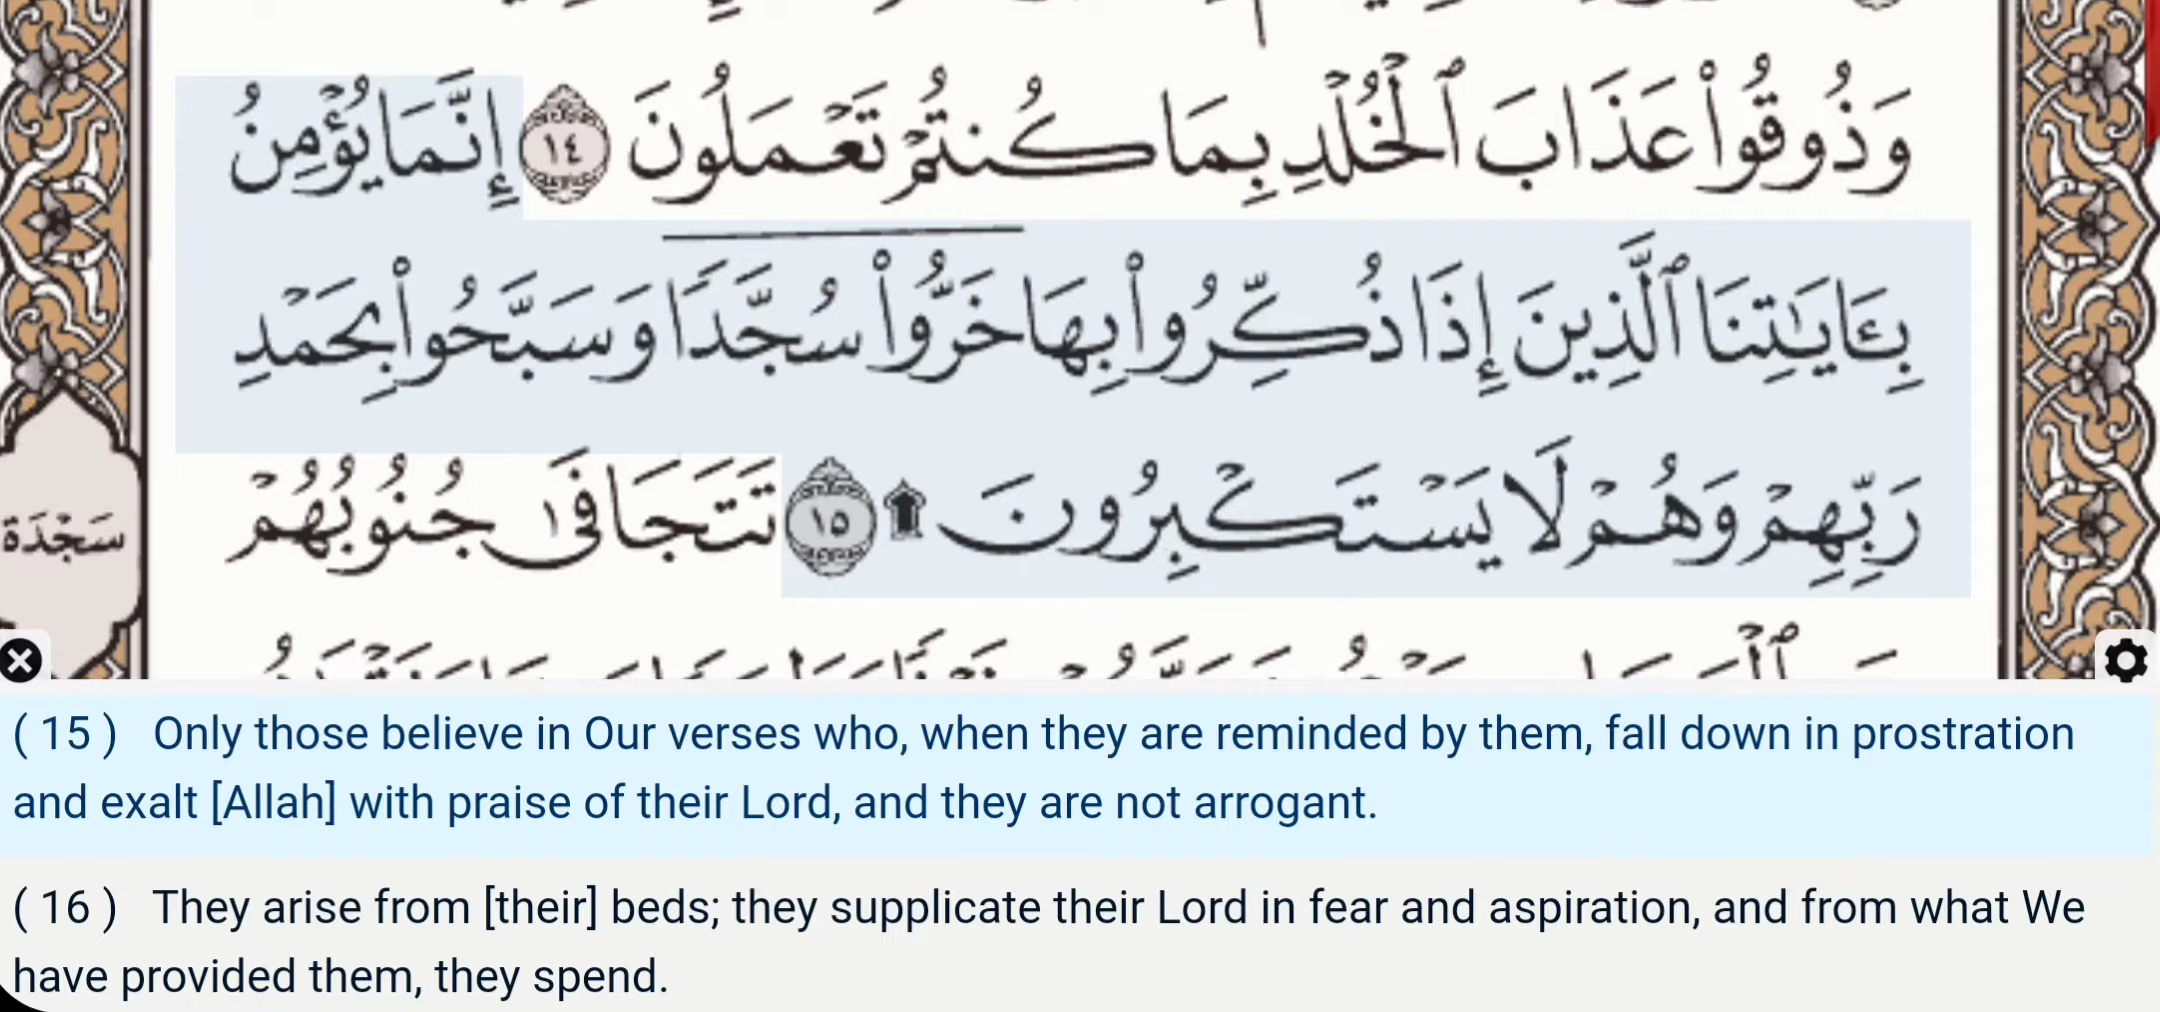 وَذُوقُوا۟ عَذَابَ ٱلْخُلْدِ بِمَا كُنتُمْ تَعْمَلُونَ ١٤ إِنَّمَا يُؤْمِنُ
بِـَٔايَٰتِنَا ٱلَّذِينَ إِذَا ذُكِّرُوا۟ بِهَا خَرُّوا۟ سُجَّدًا وَسَبَّحُوا۟ بِحَمْدِ
رَبِّهِمْ وَهُمْ لَا يَسْتَكْبِرُونَ ۩ ١٥ تَتَجَافَىٰ جُنُوبُهُمْ
سَجْدَة
( 15 ) Only those believe in Our verses who, when they are reminded by them, fall down in prostration
and exalt [Allah] with praise of their Lord, and they are not arrogant.
( 16 ) They arise from [their] beds; they supplicate their Lord in fear and aspiration, and from what We
have provided them, they spend.